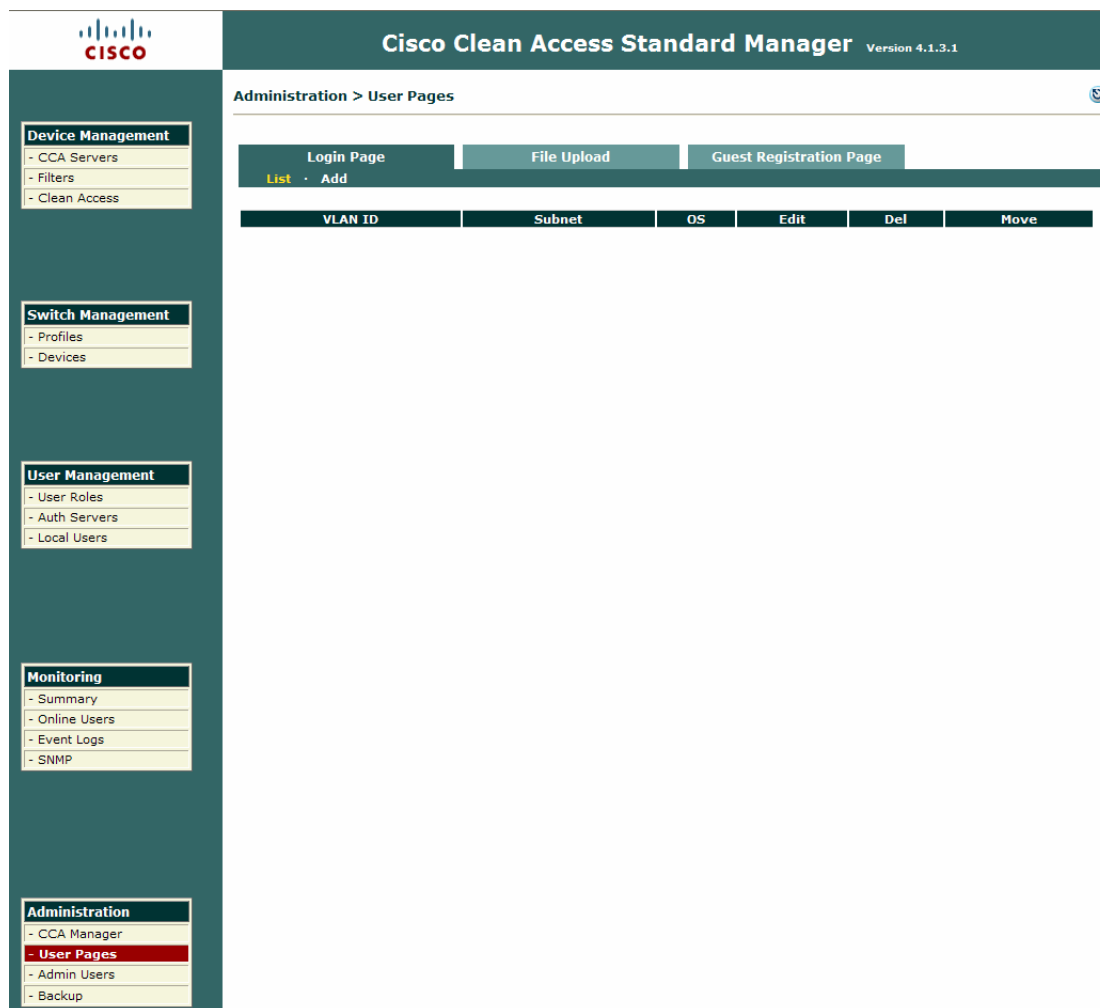 CISCO
Cisco Clean Access Standard Manager Version 4.1.3.1
Administration > User Pages
Device Management
- CCA Servers
- Filters
- Clean Access
Switch Management
- Profiles
- Devices
User Management
- User Roles
- Auth Servers
- Local Users
Monitoring
- Summary
- Online Users
- Event Logs
- SNMP
Administration
- CCA Manager
- User Pages
- Admin Users
- Backup
Login Page File Upload Guest Registration Page
List · Add
VLAN ID Subnet OS Edit Del Move